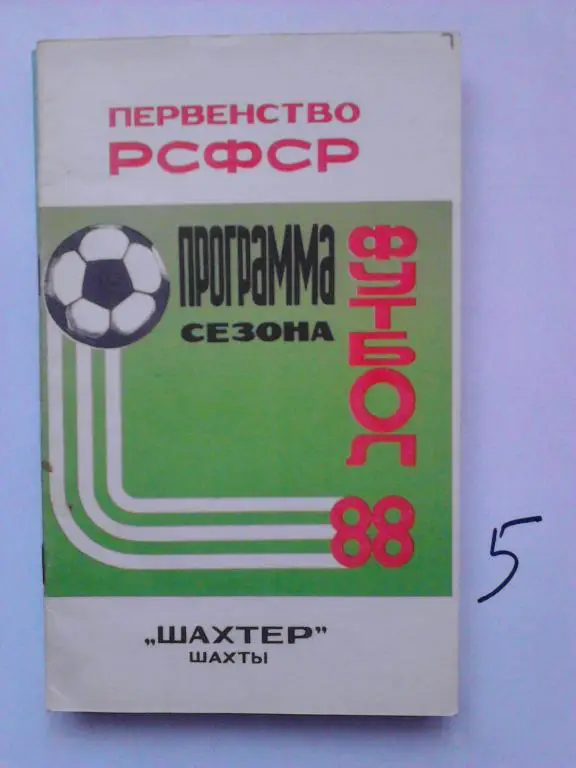 ПЕРВЕНСТВО
РСФСР
ПРОГРАММА
СЕЗОНА
ФУТБОЛ
88
„ШАХТЕР"
ШАХТЫ
5